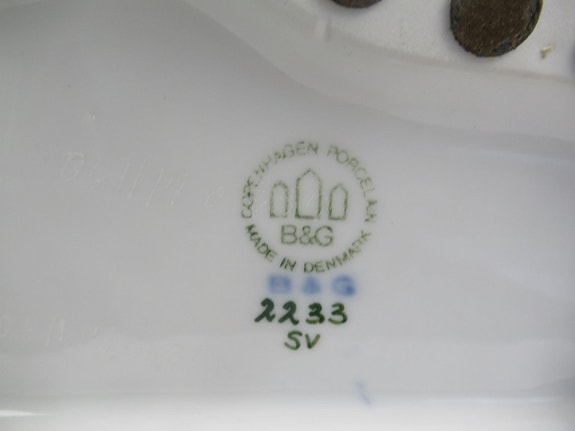 COPENHAGEN PORCELAIN
B&G
MADE IN DENMARK
B & G
2233
SV